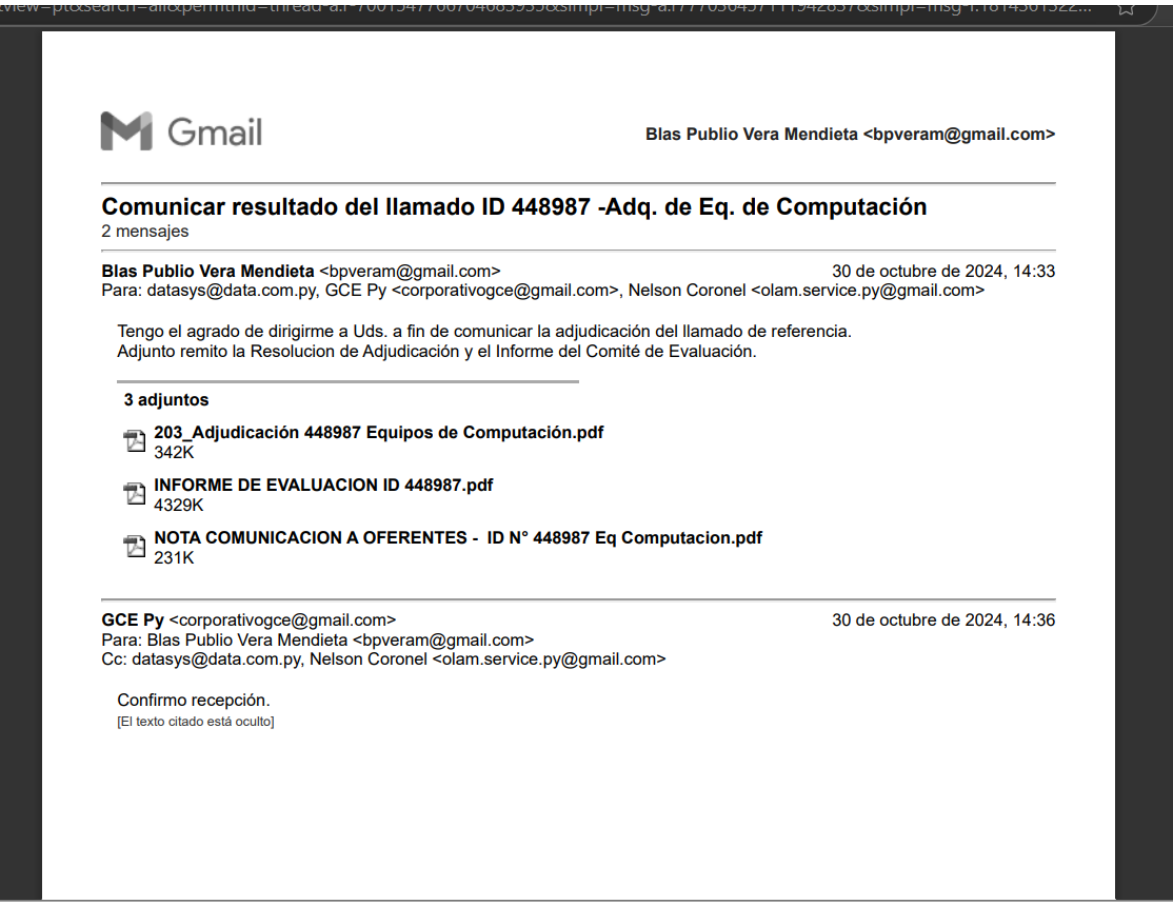 Gmail
Blas Publio Vera Mendieta <bpveram@gmail.com>
Comunicar resultado del llamado ID 448987 -Adq. de Eq. de Computación
2 mensajes
Blas Publio Vera Mendieta <bpveram@gmail.com> 30 de octubre de 2024, 14:33
Para: datasys@data.com.py, GCE Py <corporativogce@gmail.com>, Nelson Coronel <olam.service.py@gmail.com>
Tengo el agrado de dirigirme a Uds. a fin de comunicar la adjudicación del llamado de referencia.
Adjunto remito la Resolucion de Adjudicación y el Informe del Comité de Evaluación.
3 adjuntos
203_Adjudicación 448987 Equipos de Computación.pdf
342K
INFORME DE EVALUACION ID 448987.pdf
4329K
NOTA COMUNICACION A OFERENTES - ID N° 448987 Eq Computacion.pdf
231K
GCE Py <corporativogce@gmail.com> 30 de octubre de 2024, 14:36
Para: Blas Publio Vera Mendieta <bpveram@gmail.com>
Cc: datasys@data.com.py, Nelson Coronel <olam.service.py@gmail.com>
Confirmo recepción.
[El texto citado está oculto]